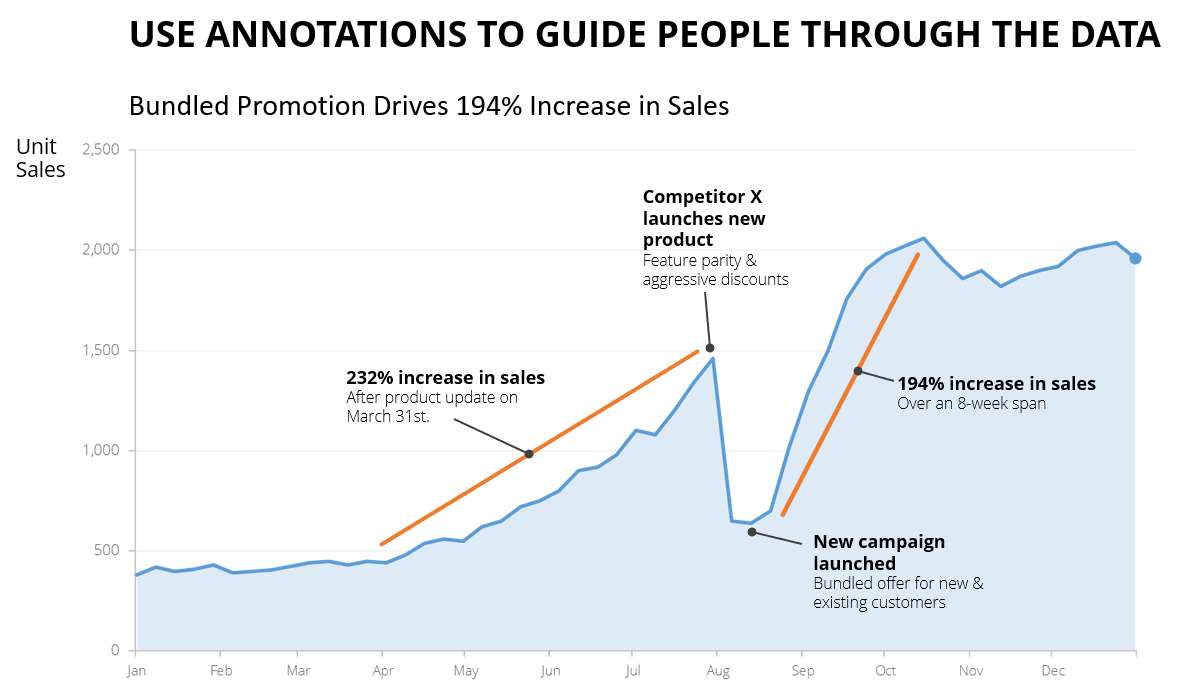 USE ANNOTATIONS TO GUIDE PEOPLE THROUGH THE DATA
Bundled Promotion Drives 194% Increase in Sales
Unit
Sales
2,500
2,000
1,500
1,000
500
0
Competitor X
launches new
product
Feature parity &
aggressive discounts
232% increase in sales
After product update on
March 31st.
194% increase in sales
Over an 8-week span
New campaign
launched
Bundled offer for new &
existing customers
Jan Feb Mar Apr May Jun Jul Aug Sep Oct Nov Dec